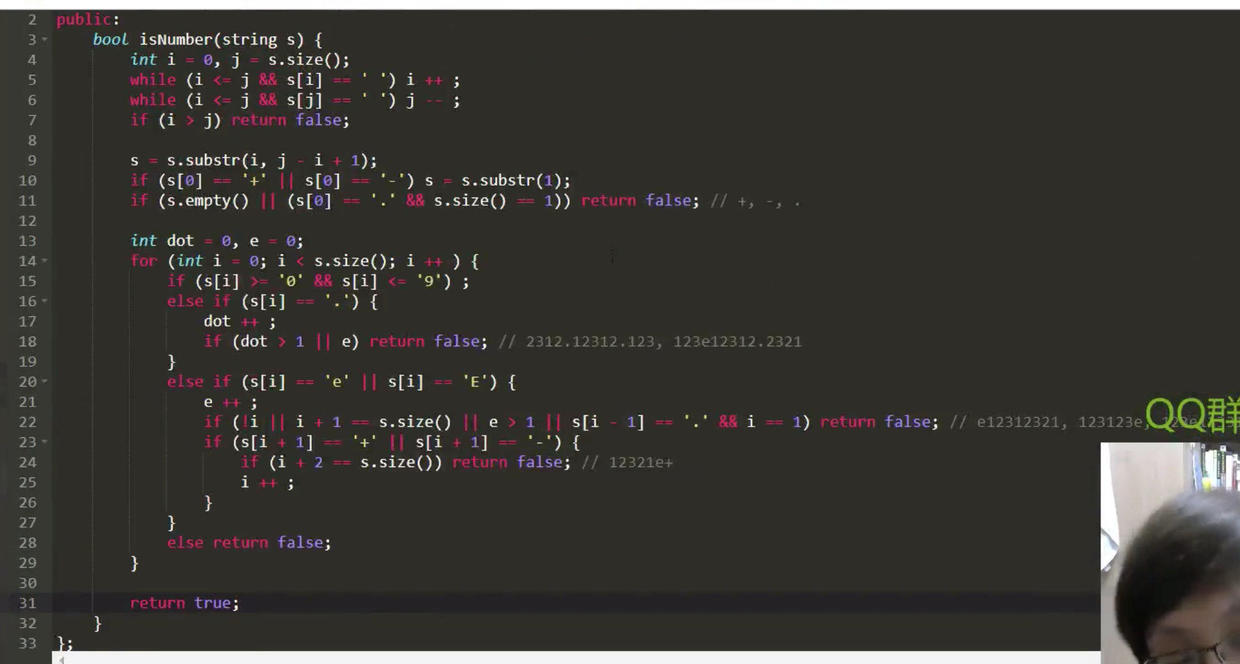 2 public:
3 bool isNumber(string s) {
4 int i = 0, j = s.size();
5 while (i <= j && s[i] == ' ') i ++ ;
6 while (i <= j && s[j] == ' ') j -- ;
7 if (i > j) return false;
8
9 s = s.substr(i, j - i + 1);
10 if (s[0] == '+' || s[0] == '-') s = s.substr(1);
11 if (s.empty() || (s[0] == '.' && s.size() == 1)) return false; // +, -, .
12
13 int dot = 0, e = 0;
14 for (int i = 0; i < s.size(); i ++ ) {
15 if (s[i] >= '0' && s[i] <= '9') ;
16 else if (s[i] == '.') {
17 dot ++ ;
18 if (dot > 1 || e) return false; // 2312.12312.123, 123e12312.2321
19 }
20 else if (s[i] == 'e' || s[i] == 'E') {
21 e ++ ;
22 if (!i || i + 1 == s.size() || e > 1 || s[i - 1] == '.' && i == 1) return false; // e12312321, 123123e,
QQ群
23 if (s[i + 1] == '+' || s[i + 1] == '-') {
24 if (i + 2 == s.size()) return false; // 12321e+
25 i ++ ;
26 }
27 }
28 else return false;
29 }
30
31 return true;
32 }
33 };